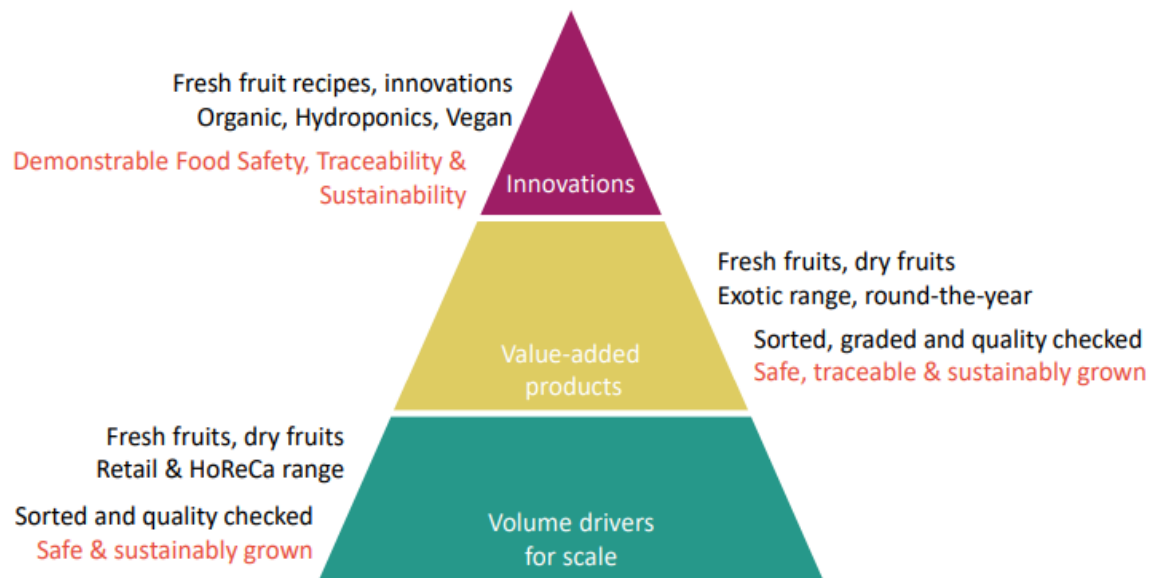 Fresh fruit recipes, innovations
Organic, Hydroponics, Vegan
Demonstrable Food Safety, Traceability &
Sustainability
Innovations
Fresh fruits, dry fruits
Exotic range, round-the-year
Sorted, graded and quality checked
Safe, traceable & sustainably grown
Value-added
products
Fresh fruits, dry fruits
Retail & HoReCa range
Sorted and quality checked
Safe & sustainably grown
Volume drivers
for scale